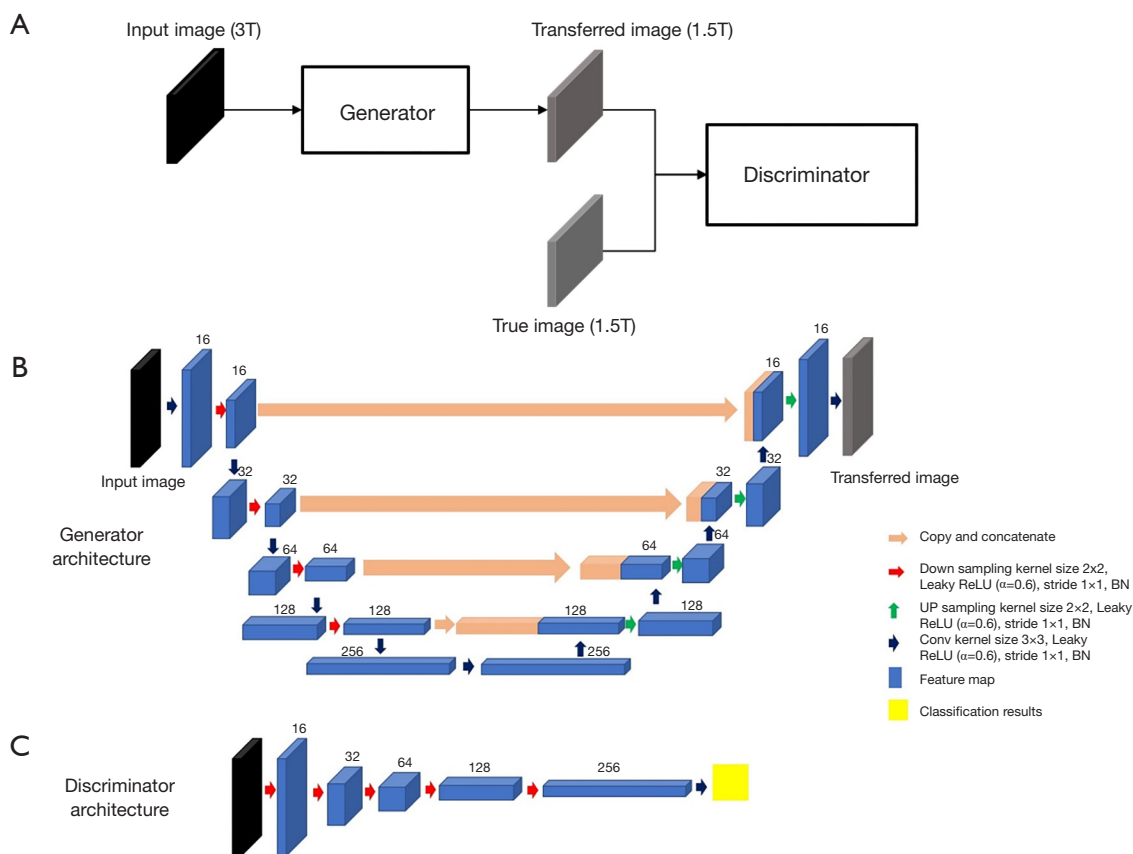 A
Input image (3T)
Transferred image (1.5T)
Generator
Discriminator
True image (1.5T)
B
16
16
16
16
32
32
32
32
64
64
64
64
128
128
128
128
256
256
Input image
Transferred image
Generator
architecture
Copy and concatenate
Down sampling kernel size 2x2,
Leaky ReLU (α=0.6), stride 1×1, BN
UP sampling kernel size 2×2, Leaky
ReLU (α=0.6), stride 1×1, BN
Conv kernel size 3×3, Leaky
ReLU (α=0.6), stride 1×1, BN
Feature map
Classification results
C
Discriminator
architecture
16
32
64
128
256